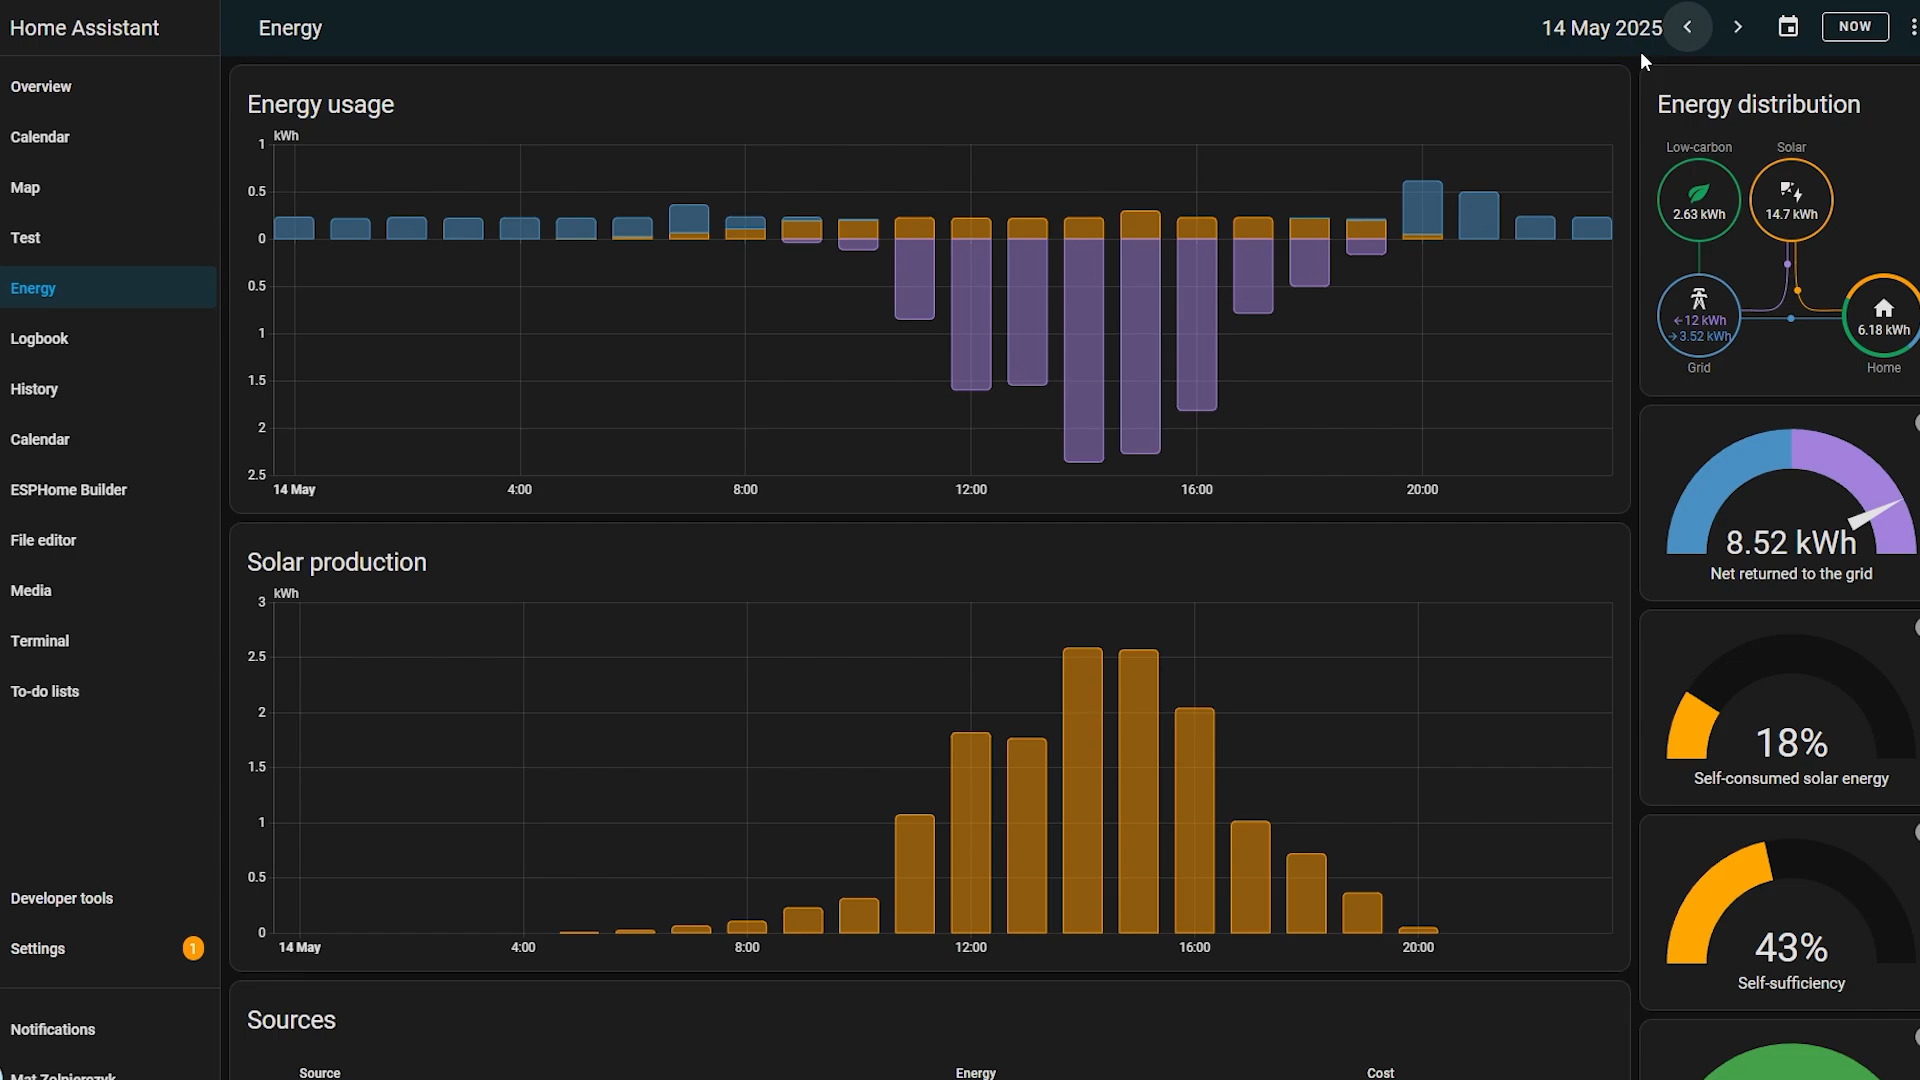 Home Assistant
Energy
14 May 2025
NOW
Overview
Calendar
Map
Test
Energy
Logbook
History
Calendar
ESPHome Builder
File editor
Media
Terminal
To-do lists
Developer tools
Settings
1
Notifications
Mat Zolnierczyk
Energy usage
kWh
1
0.5
0
0.5
1
1.5
2
2.5
14 May
4:00
8:00
12:00
16:00
20:00
Solar production
kWh
3
2.5
2
1.5
1
0.5
0
14 May
4:00
8:00
12:00
16:00
20:00
Sources
Source
Energy
Cost
Energy distribution
Low-carbon
Solar
2.63 kWh
14.7 kWh
←12 kWh
→3.52 kWh
6.18 kWh
Grid
Home
8.52 kWh
Net returned to the grid
18%
Self-consumed solar energy
43%
Self-sufficiency